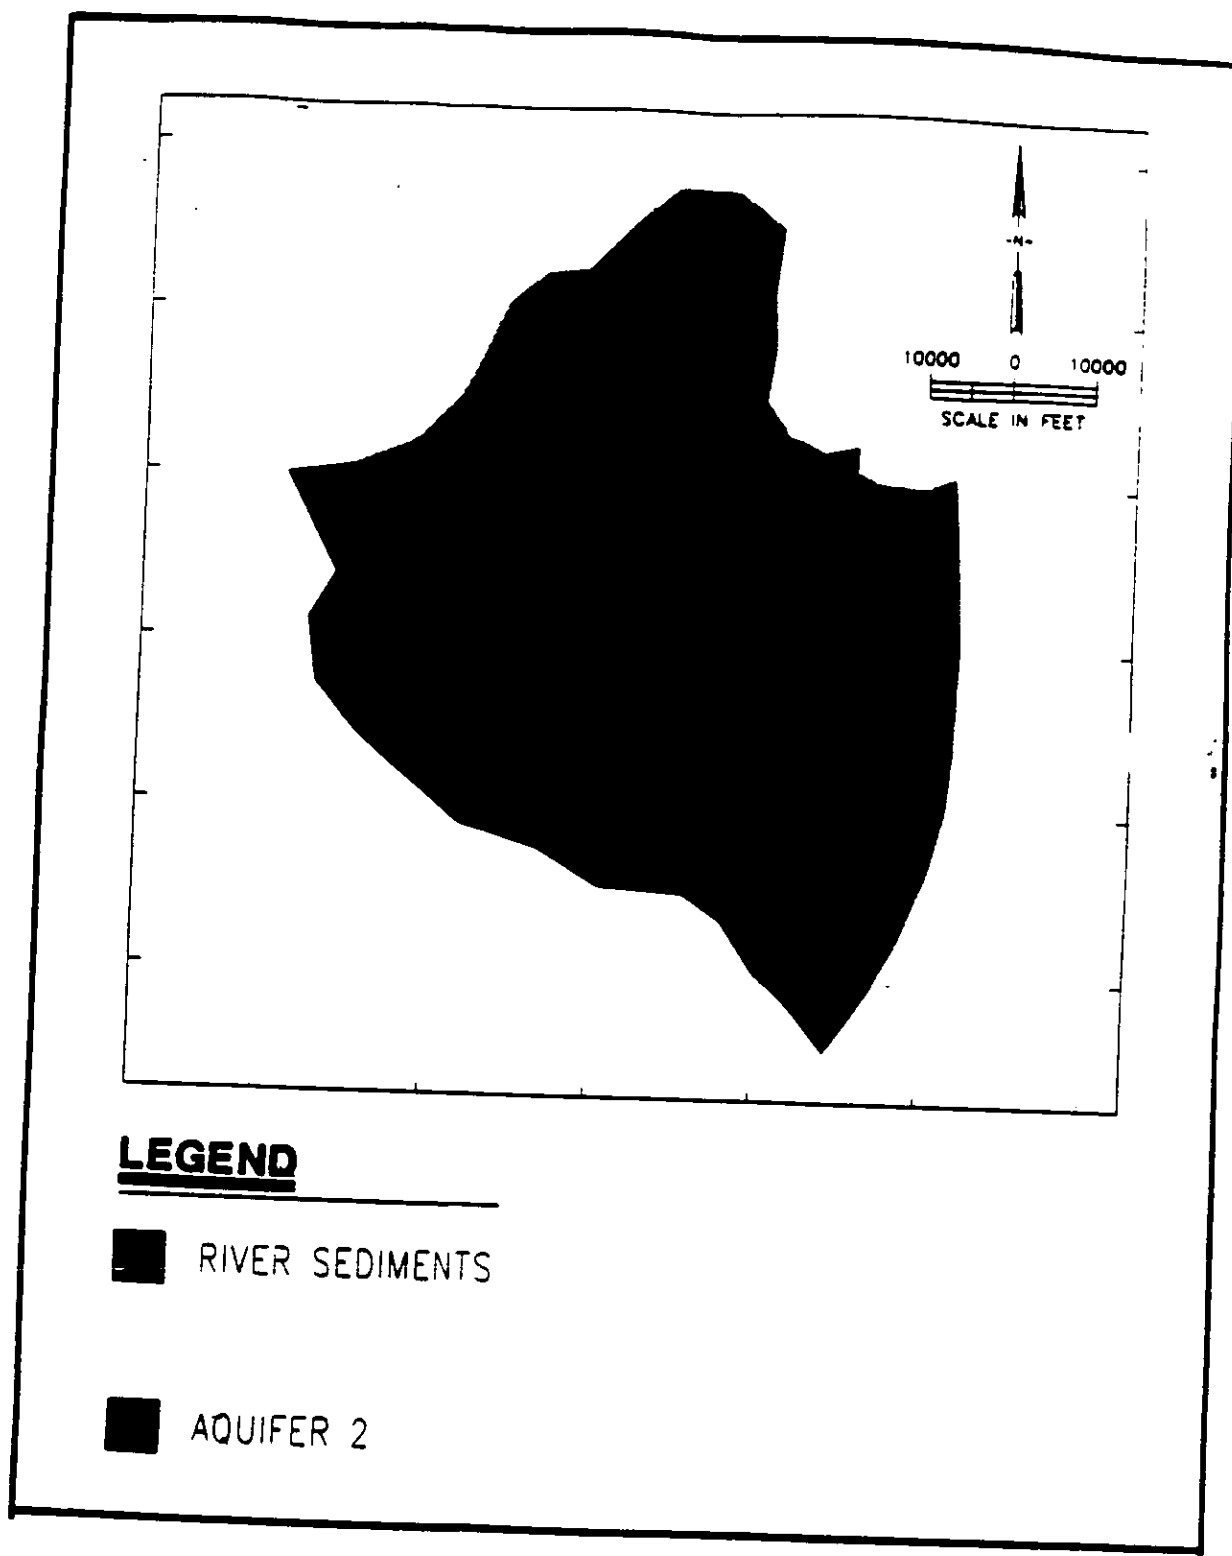 -N-
10000 0 10000
SCALE IN FEET
LEGEND
RIVER SEDIMENTS
AQUIFER 2